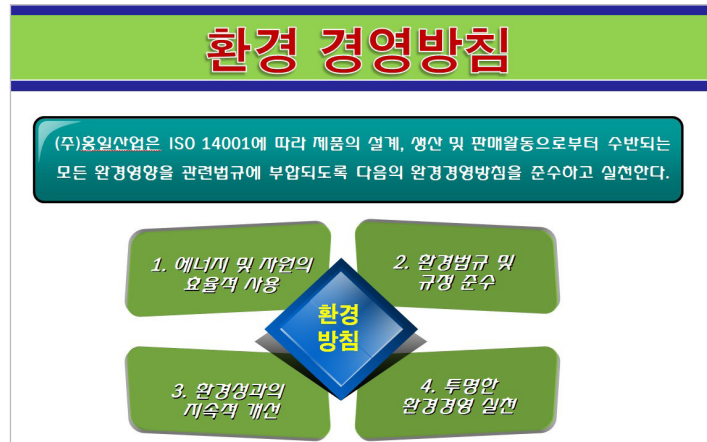 환경 경영방침
(주)홍일산업은 ISO 14001에 따라 제품의 설계, 생산 및 판매활동으로부터 수반되는
모든 환경영향을 관련법규에 부합되도록 다음의 환경경영방침을 준수하고 실천한다.
1. 에너지 및 자원의
효율적 사용
2. 환경법규 및
규정 준수
환경
방침
3. 환경성과의
지속적 개선
4. 투명한
환경경영 실천